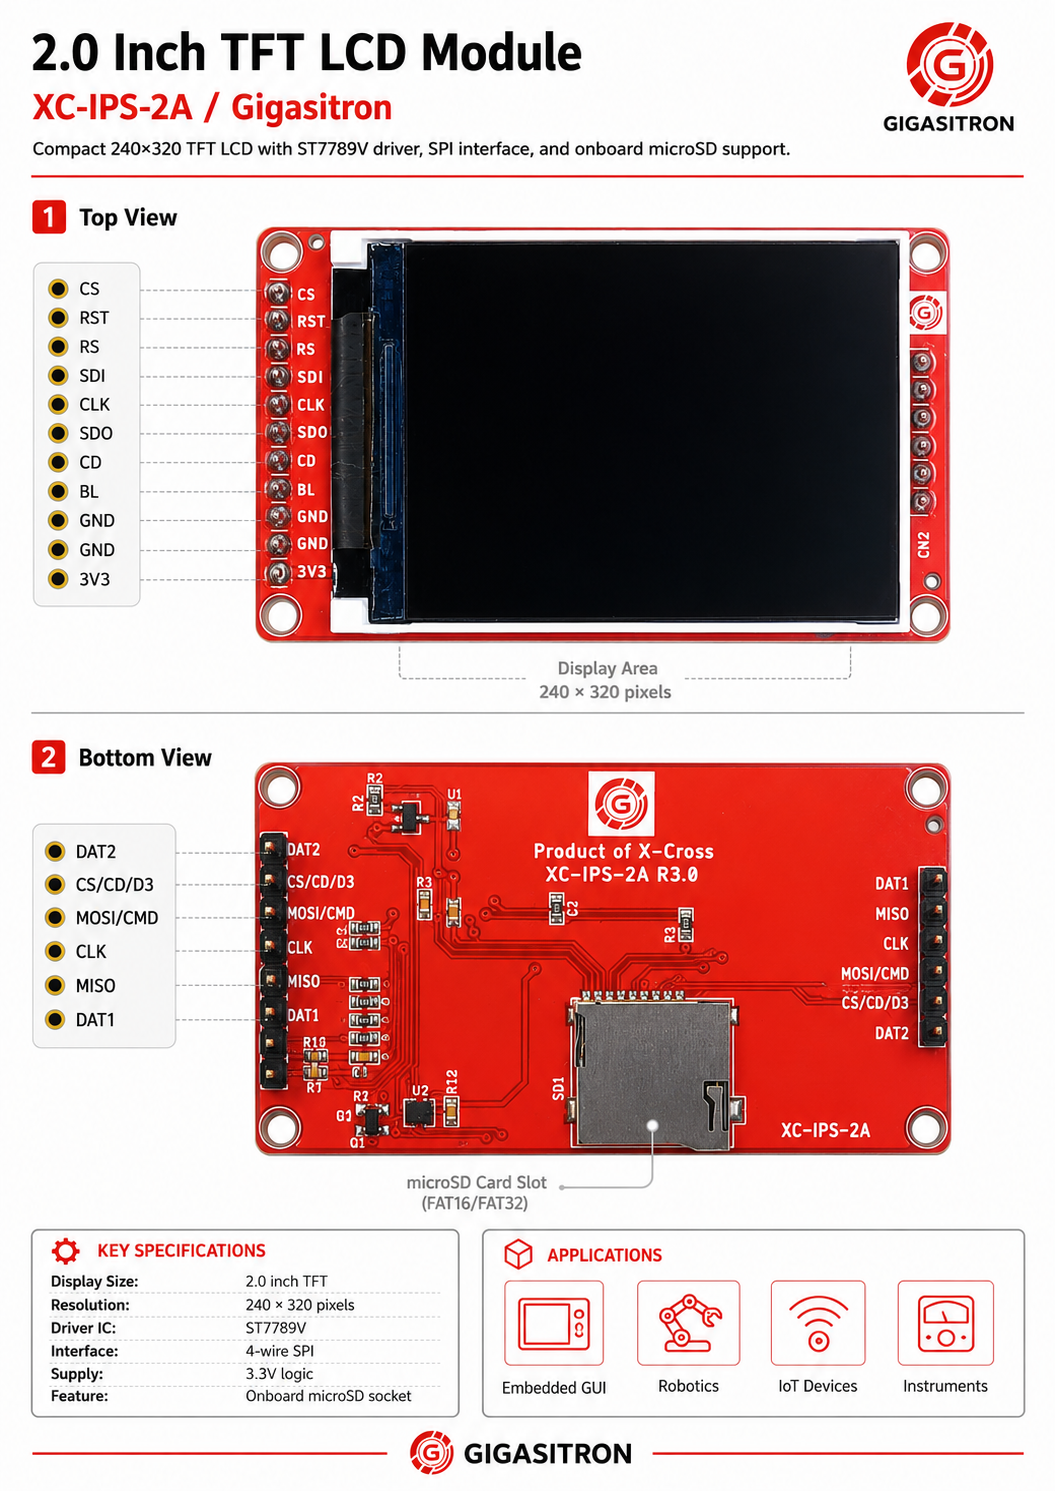 2.0 Inch TFT LCD Module
XC-IPS-2A / Gigasitron
Compact 240×320 TFT LCD with ST7789V driver, SPI interface, and onboard microSD support.
G
GIGASITRON
1 Top View
CS
RST
RS
SDI
CLK
SDO
CD
BL
GND
GND
3V3
CS
RST
RS
SDI
CLK
SDO
CD
BL
GND
GND
3V3
G
CN2
Display Area
240 × 320 pixels
2 Bottom View
DAT2
CS/CD/D3
MOSI/CMD
CLK
MISO
DAT1
R2
R2
U1
DAT2
CS/CD/D3
MOSI/CMD
CLK
MISO
DAT1
R3
G
Product of X-Cross
XC-IPS-2A R3.0
C2
R3
R10
R7
R2
Q1
U2
R12
SD1
DAT1
MISO
CLK
MOSI/CMD
CS/CD/D3
DAT2
XC-IPS-2A
microSD Card Slot
(FAT16/FAT32)
KEY SPECIFICATIONS
Display Size: 2.0 inch TFT
Resolution: 240 × 320 pixels
Driver IC: ST7789V
Interface: 4-wire SPI
Supply: 3.3V logic
Feature: Onboard microSD socket
APPLICATIONS
Embedded GUI
Robotics
IoT Devices
Instruments
G GIGASITRON